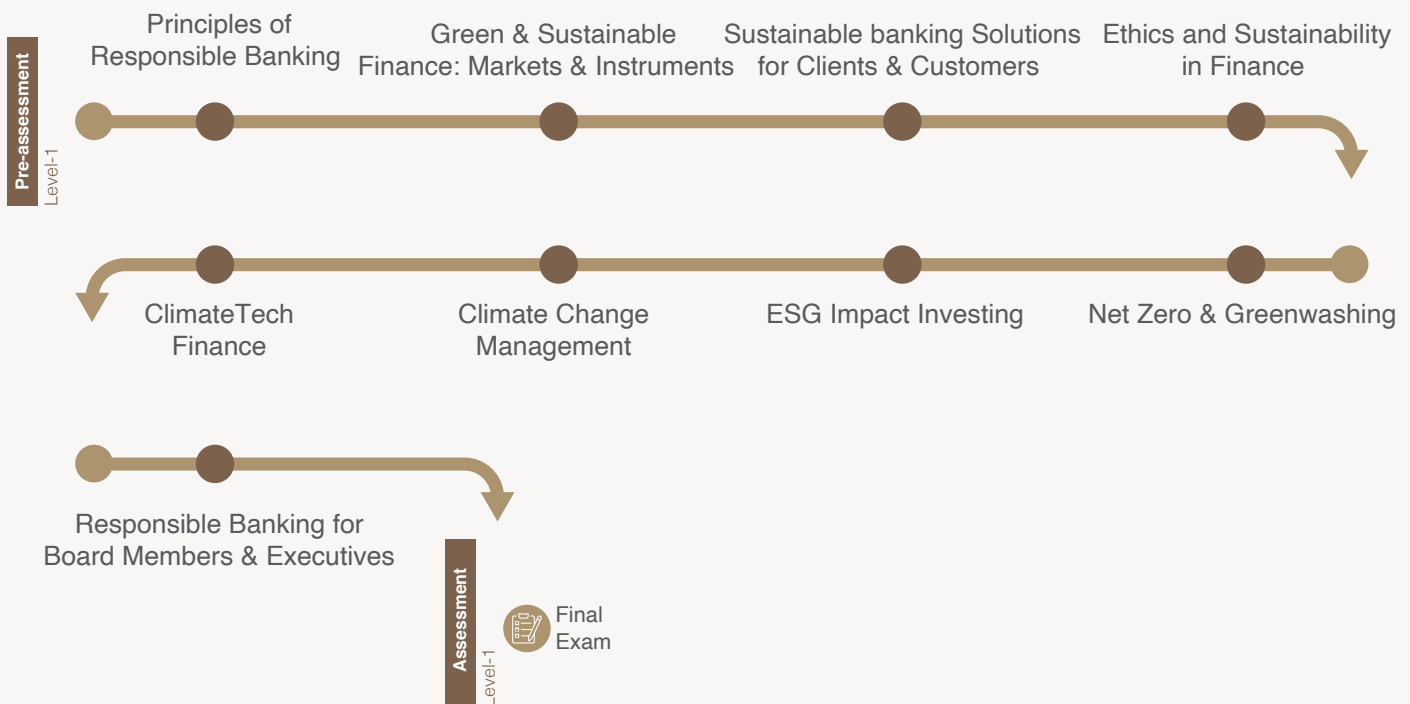 Pre-assessment
Level-1
Principles of
Responsible Banking
Green & Sustainable
Finance: Markets & Instruments
Sustainable banking Solutions
for Clients & Customers
Ethics and Sustainability
in Finance
ClimateTech
Finance
Climate Change
Management
ESG Impact Investing
Net Zero & Greenwashing
Responsible Banking for
Board Members & Executives
Assessment
Level-1
Final
Exam